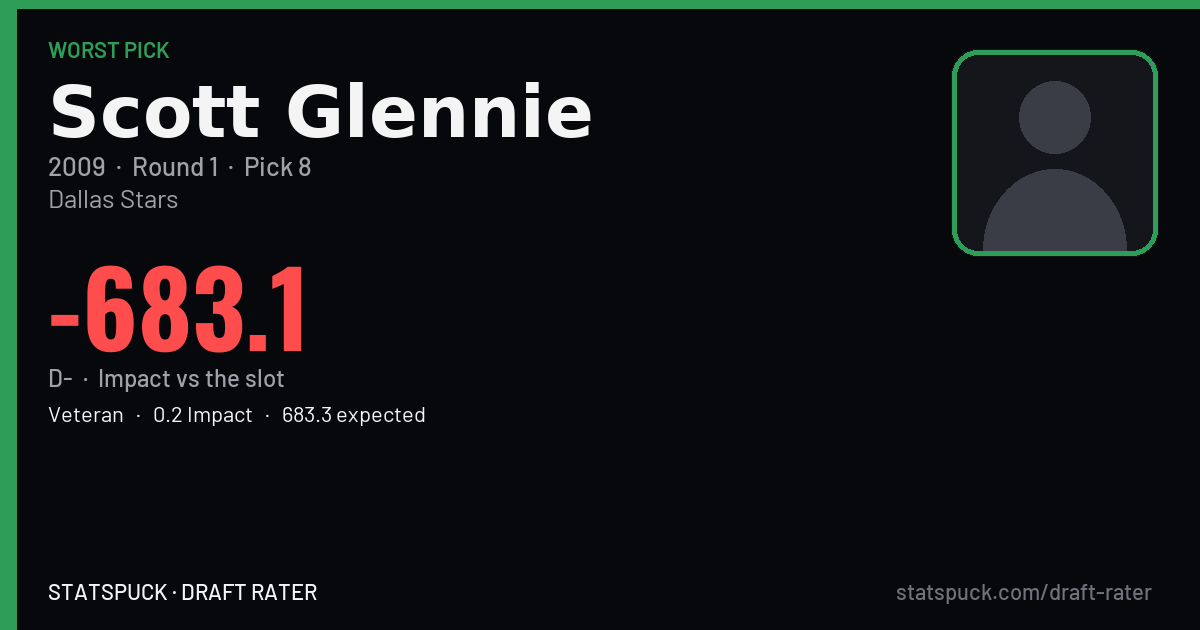 WORST PICK
Scott Glennie
2009 · Round 1 · Pick 8
Dallas Stars
-683.1
D- · Impact vs the slot
Veteran · 0.2 Impact · 683.3 expected
STATSPUCK · DRAFT RATER
statspuck.com/draft-rater